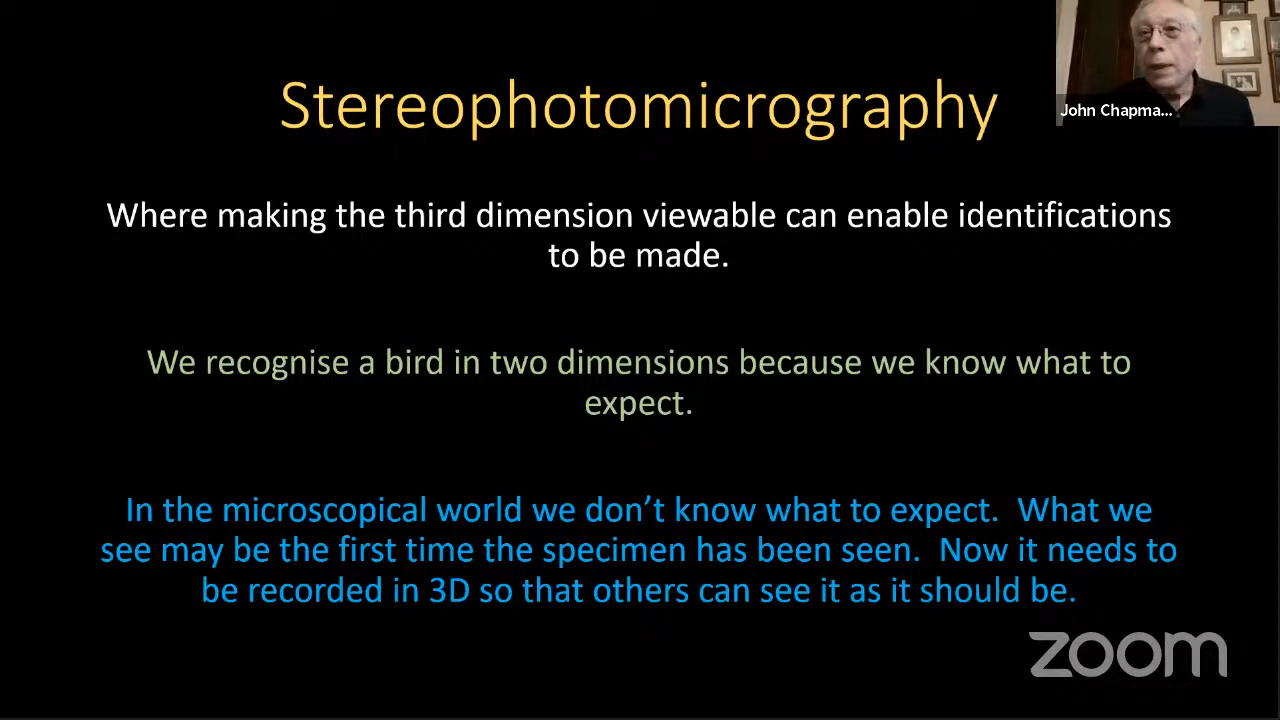 Stereophotomicrography
John Chapma...
Where making the third dimension viewable can enable identifications
to be made.
We recognise a bird in two dimensions because we know what to
expect.
In the microscopical world we don’t know what to expect.  What we
see may be the first time the specimen has been seen.  Now it needs to
be recorded in 3D so that others can see it as it should be.
zoom